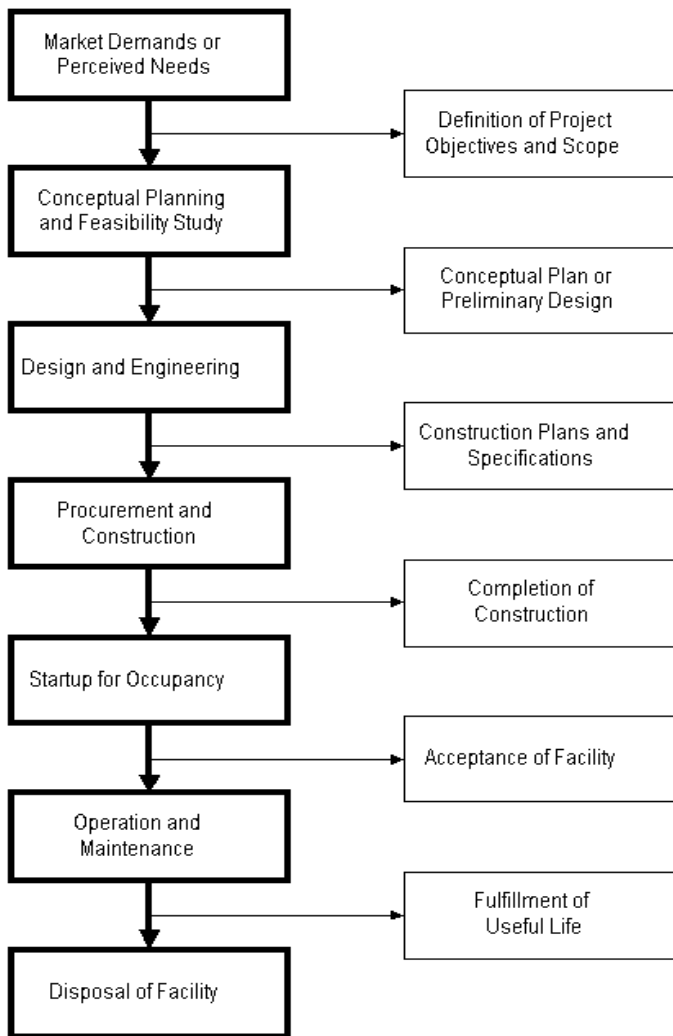 Market Demands or
Perceived Needs
Definition of Project
Objectives and Scope
Conceptual Planning
and Feasibility Study
Conceptual Plan or
Preliminary Design
Design and Engineering
Construction Plans and
Specifications
Procurement and
Construction
Completion of
Construction
Startup for Occupancy
Acceptance of Facility
Operation and
Maintenance
Fulfillment of
Useful Life
Disposal of Facility